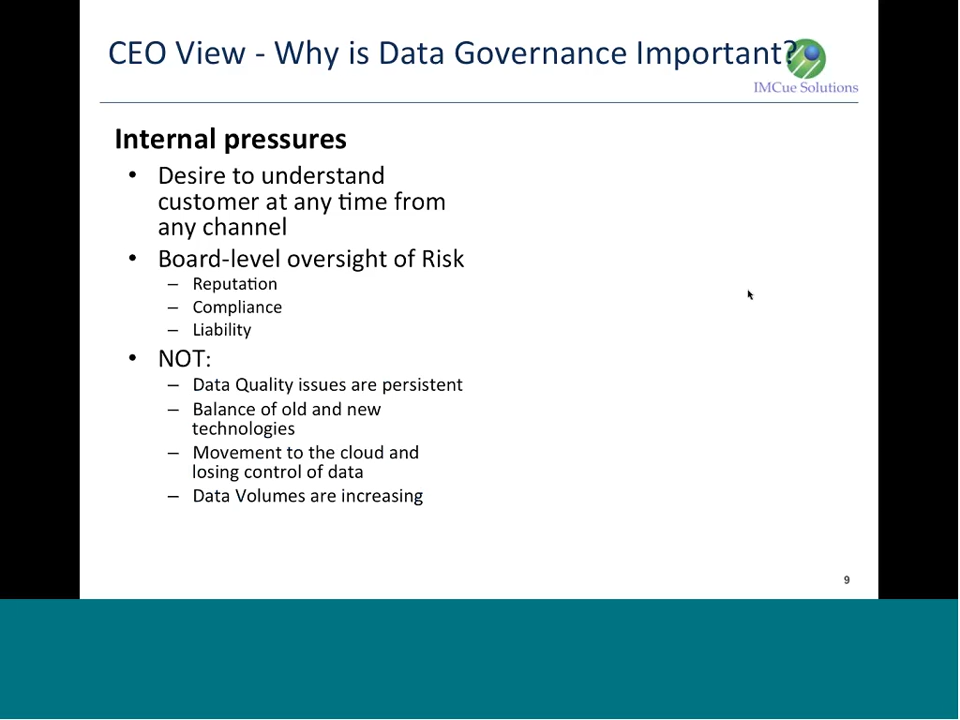 CEO View - Why is Data Governance Important?
IMCue Solutions
Internal pressures
• Desire to understand
customer at any time from
any channel
• Board-level oversight of Risk
– Reputation
– Compliance
– Liability
• NOT:
– Data Quality issues are persistent
– Balance of old and new
technologies
– Movement to the cloud and
losing control of data
– Data Volumes are increasing
9